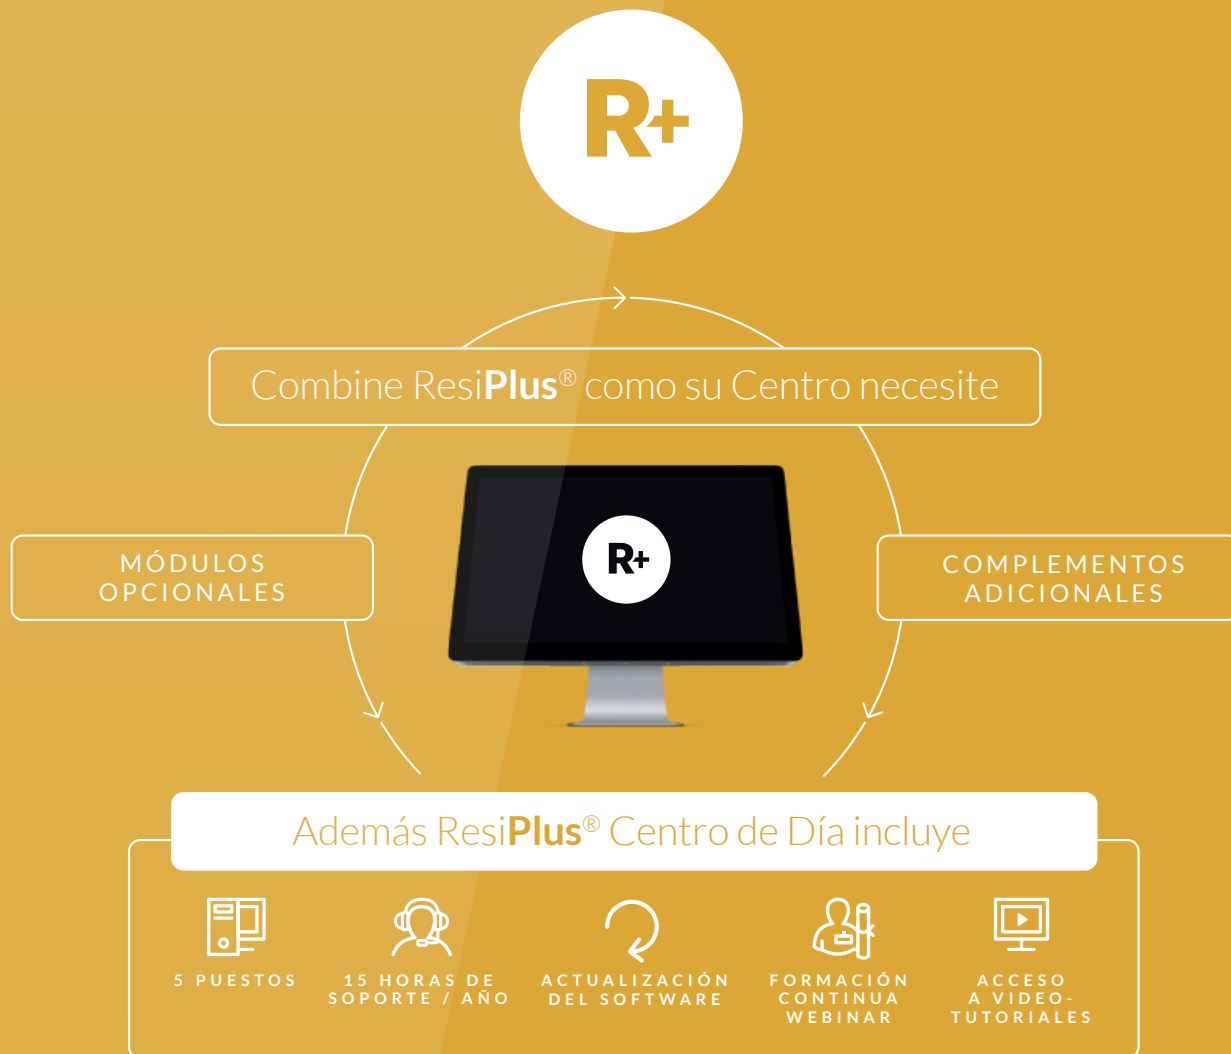 R+
Combine ResiPlus® como su Centro necesite
R+
MÓDULOS
OPCIONALES
COMPLEMENTOS
ADICIONALES
Además ResiPlus® Centro de Día incluye
5 PUESTOS
15 HORAS DE
SOPORTE / AÑO
ACTUALIZACIÓN
DEL SOFTWARE
FORMACIÓN
CONTINUA
WEBINAR
ACCESO
A VIDEO-
TUTORIALES